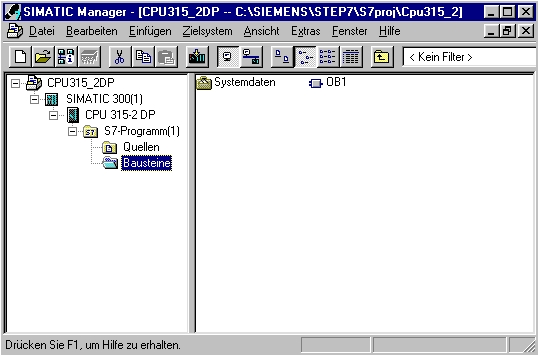 SIMATIC Manager - [CPU315_2DP -- C:\SIEMENS\STEP7\S7proj\Cpu315_2]
Datei Bearbeiten Einfügen Zielsystem Ansicht Extras Fenster Hilfe
< Kein Filter >
CPU315_2DP
SIMATIC 300(1)
CPU 315-2 DP
S7-Programm(1)
Quellen
Bausteine
Systemdaten OB1
Drücken Sie F1, um Hilfe zu erhalten.